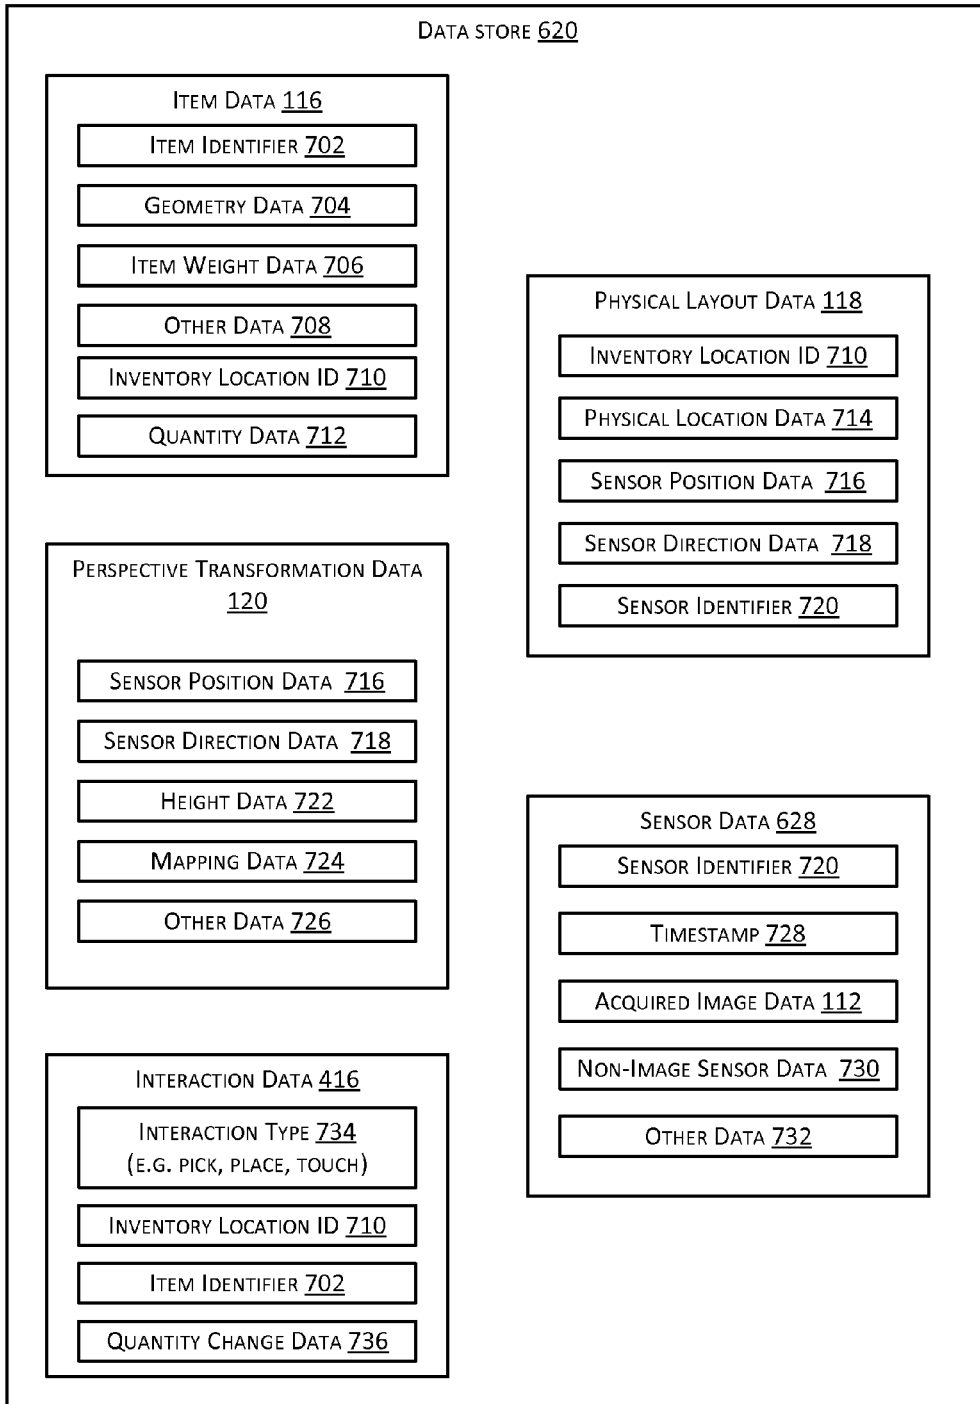 DATA STORE 620
ITEM DATA 116
ITEM IDENTIFIER 702
GEOMETRY DATA 704
ITEM WEIGHT DATA 706
OTHER DATA 708
INVENTORY LOCATION ID 710
QUANTITY DATA 712
PHYSICAL LAYOUT DATA 118
INVENTORY LOCATION ID 710
PHYSICAL LOCATION DATA 714
SENSOR POSITION DATA 716
SENSOR DIRECTION DATA 718
SENSOR IDENTIFIER 720
PERSPECTIVE TRANSFORMATION DATA
120
SENSOR POSITION DATA 716
SENSOR DIRECTION DATA 718
HEIGHT DATA 722
MAPPING DATA 724
OTHER DATA 726
SENSOR DATA 628
SENSOR IDENTIFIER 720
TIMESTAMP 728
ACQUIRED IMAGE DATA 112
NON-IMAGE SENSOR DATA 730
OTHER DATA 732
INTERACTION DATA 416
INTERACTION TYPE 734
(E.G. PICK, PLACE, TOUCH)
INVENTORY LOCATION ID 710
ITEM IDENTIFIER 702
QUANTITY CHANGE DATA 736